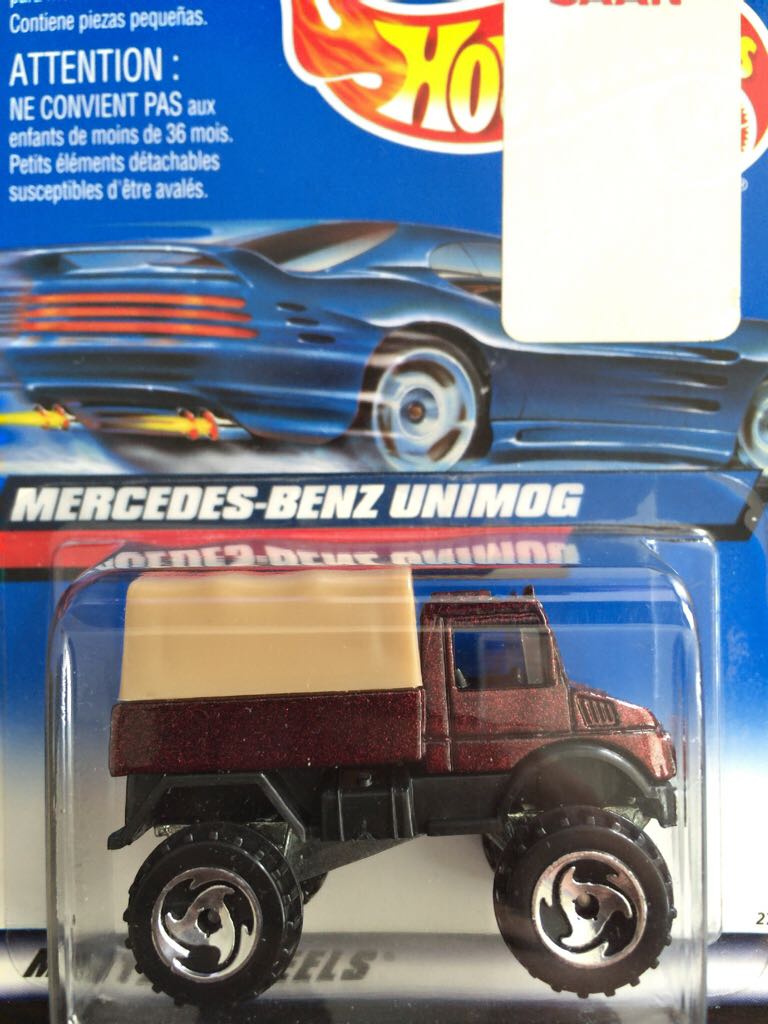 Contiene piezas pequeñas.
ATTENTION :
NE CONVIENT PAS aux
enfants de moins de 36 mois.
Petits éléments détachables
susceptibles d'être avalés.
HO
MERCEDES-BENZ UNIMOG